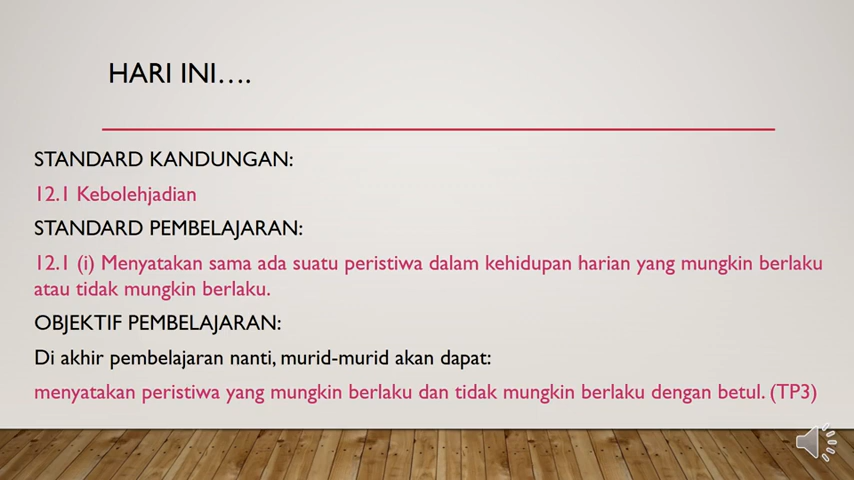 HARI INI….
STANDARD KANDUNGAN:
12.1 Kebolehjadian
STANDARD PEMBELAJARAN:
12.1 (i) Menyatakan sama ada suatu peristiwa dalam kehidupan harian yang mungkin berlaku
atau tidak mungkin berlaku.
OBJEKTIF PEMBELAJARAN:
Di akhir pembelajaran nanti, murid-murid akan dapat:
menyatakan peristiwa yang mungkin berlaku dan tidak mungkin berlaku dengan betul. (TP3)